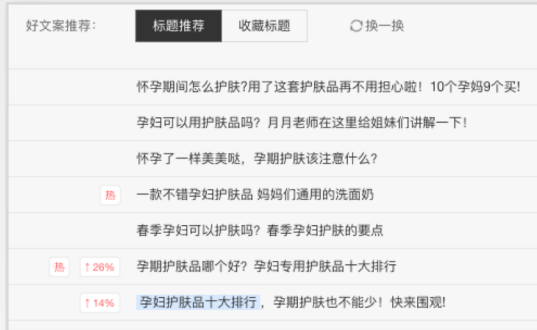 好文案推荐： 标题推荐 收藏标题 换一换
怀孕期间怎么护肤?用了这套护肤品再不用担心啦！10个孕妈9个买!
孕妇可以用护肤品吗？月月老师在这里给姐妹们讲解一下！
怀孕了一样美美哒，孕期护肤该注意什么？
热 一款不错孕妇护肤品 妈妈们通用的洗面奶
春季孕妇可以护肤吗？春季孕妇护肤的要点
热 ↑26% 孕期护肤品哪个好？孕妇专用护肤品十大排行
↑14% 孕妇护肤品十大排行，孕期护肤也不能少！快来围观!